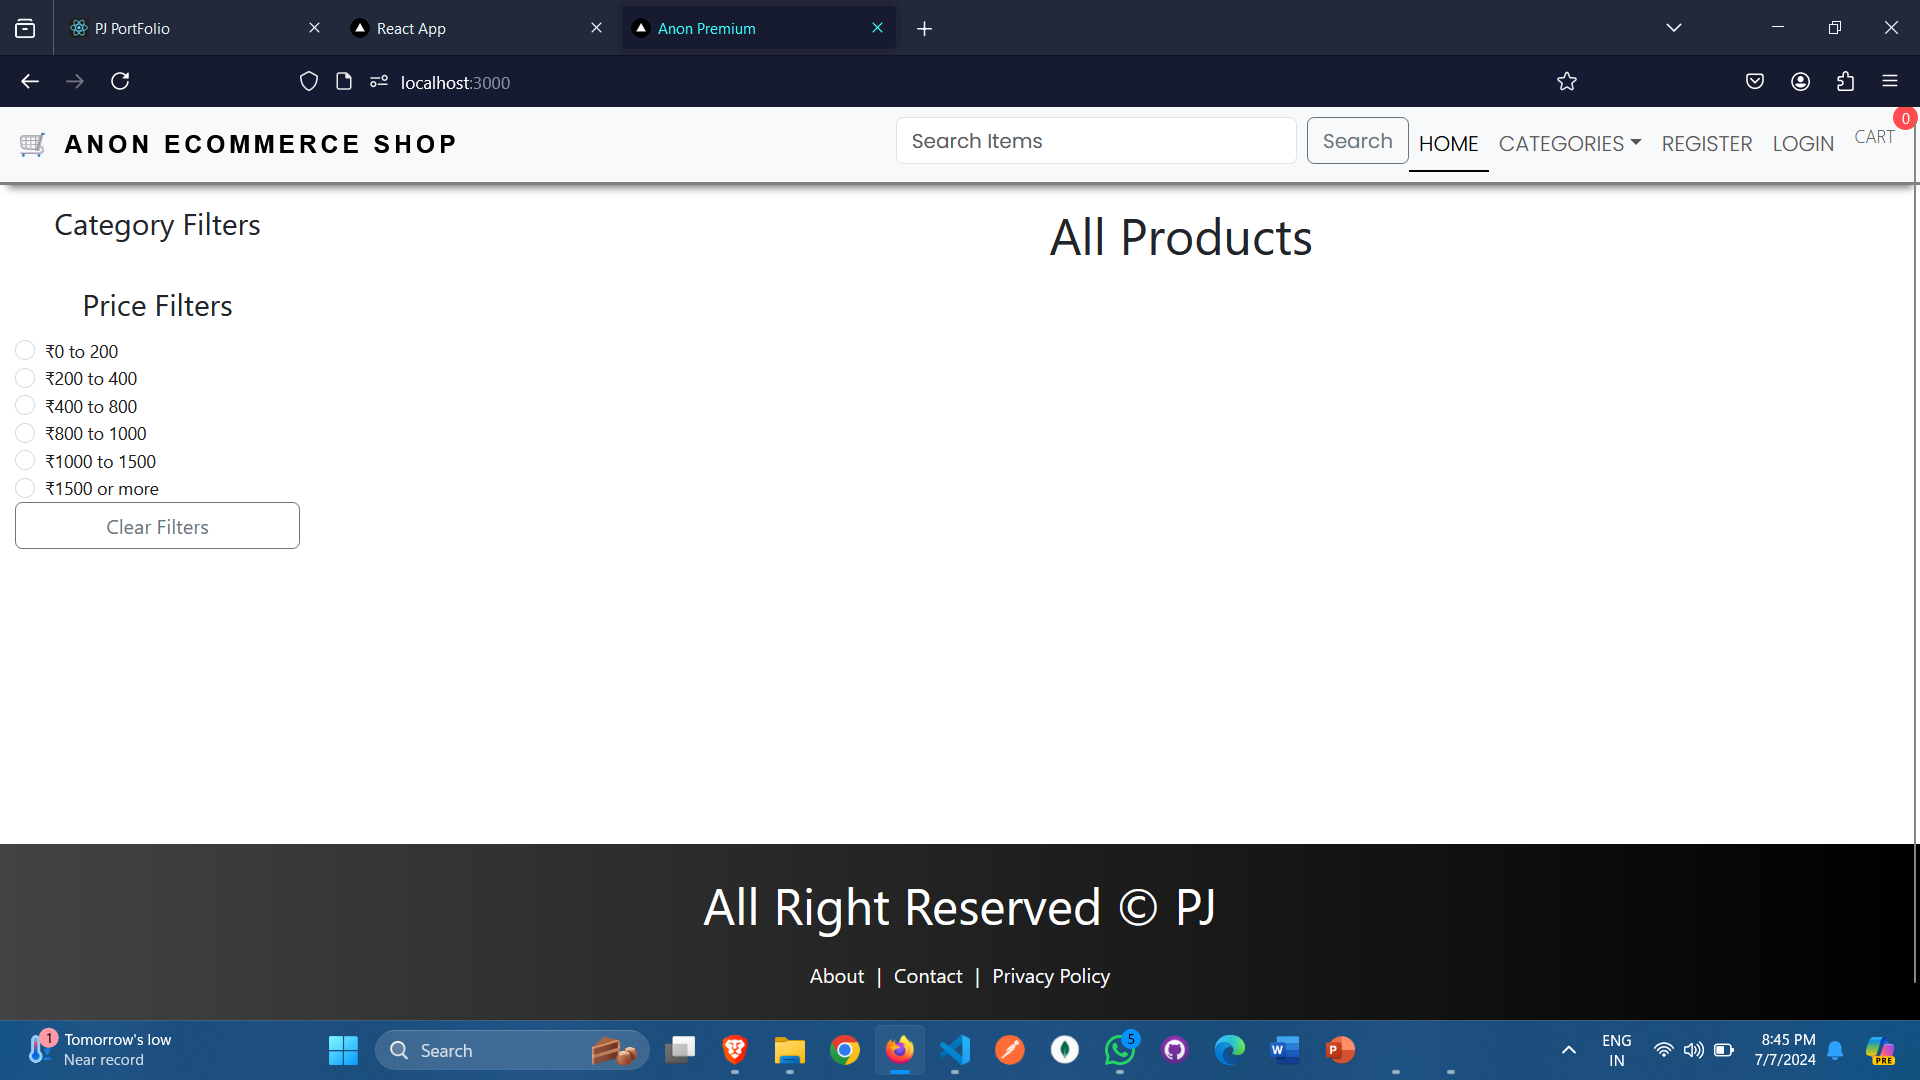 PJ PortFolio
React App
Anon Premium
localhost:3000
ANON ECOMMERCE SHOP
Search Items
Search
HOME
CATEGORIES
REGISTER
LOGIN
CART
0
Category Filters
All Products
Price Filters
₹0 to 200
₹200 to 400
₹400 to 800
₹800 to 1000
₹1000 to 1500
₹1500 or more
Clear Filters
All Right Reserved © PJ
About | Contact | Privacy Policy
1
Tomorrow's low
Near record
Search
W
P
5
ENG
IN
8:45 PM
7/7/2024
PRE